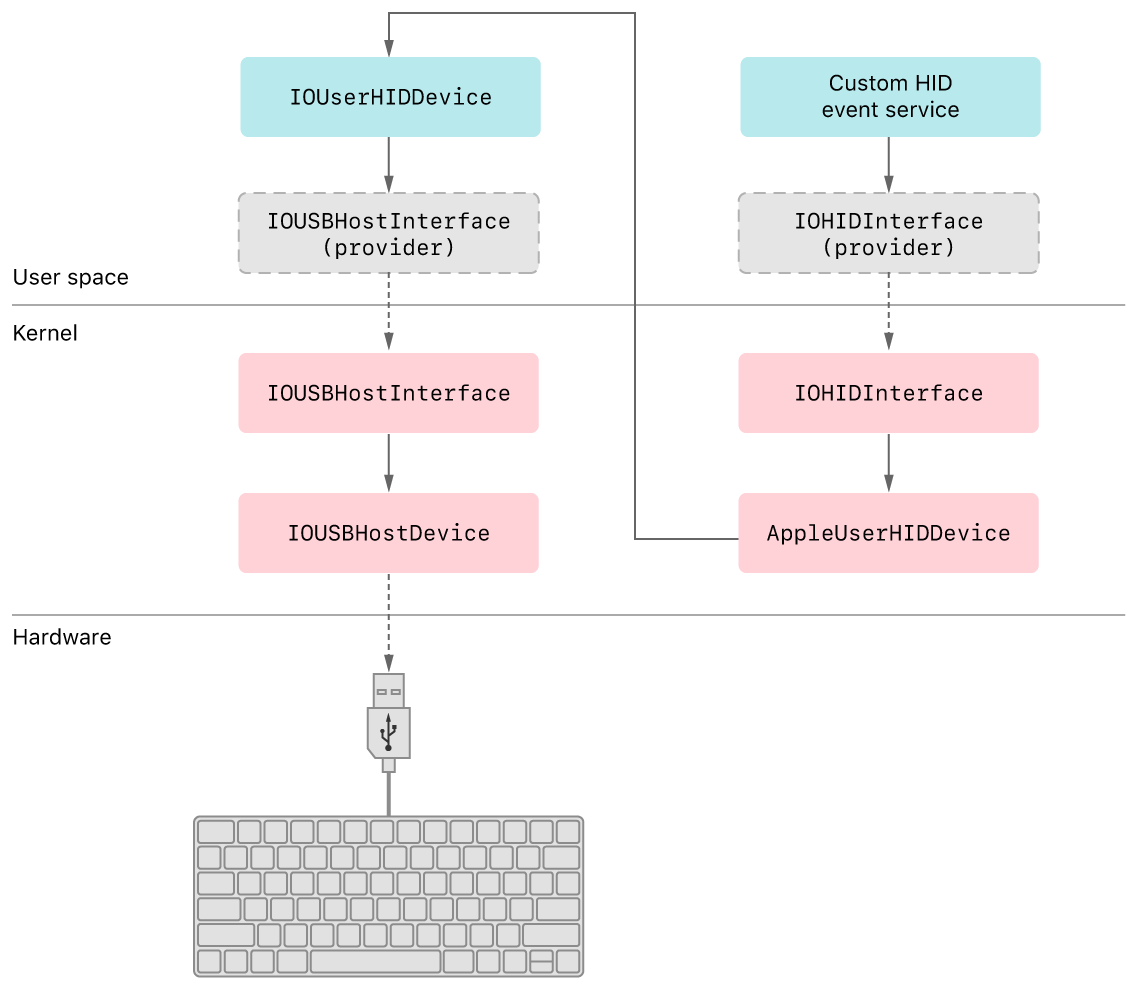 IOUserHIDDevice
Custom HID
event service
IOUSBHostInterface
(provider)
IOHIDInterface
(provider)
User space
Kernel
IOUSBHostInterface
IOHIDInterface
IOUSBHostDevice
AppleUserHIDDevice
Hardware